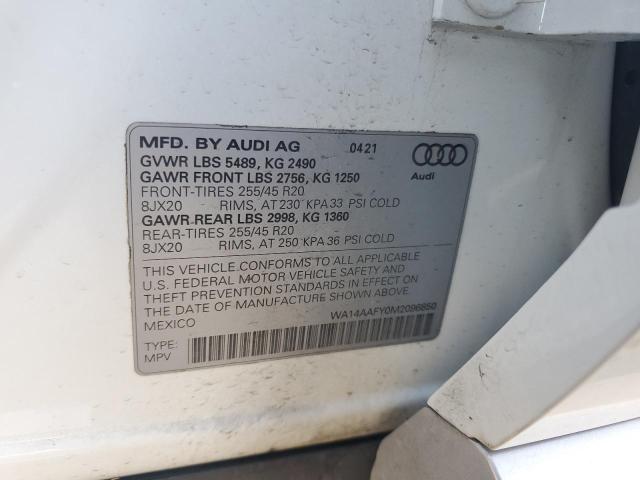 MFD. BY AUDI AG 0421
GVWR LBS 5489, KG 2490
GAWR FRONT LBS 2756, KG 1250
FRONT-TIRES 255/45 R20
8JX20 RIMS, AT 230 KPA 33 PSI COLD
GAWR REAR LBS 2998, KG 1360
REAR-TIRES 255/45 R20
8JX20 RIMS, AT 250 KPA 36 PSI COLD
Audi
THIS VEHICLE CONFORMS TO ALL APPLICABLE
U.S. FEDERAL MOTOR VEHICLE SAFETY AND
THEFT PREVENTION STANDARDS IN EFFECT ON
THE DATE OF MANUFACTURE SHOWN ABOVE.
MEXICO
WA14AAFY0M2096850
TYPE:
MPV